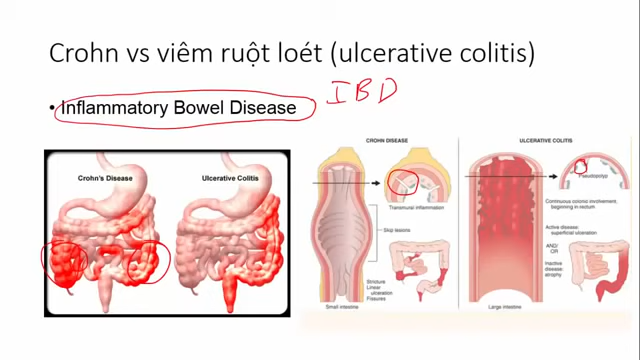 Crohn vs viêm ruột loét (ulcerative colitis)
• Inflammatory Bowel Disease
IBD
Crohn's Disease
Ulcerative Colitis
CROHN DISEASE
Transmural inflammation
Skip lesions
Stricture
Linear
ulceration
Fissures
Small intestine
ULCERATIVE COLITIS
Pseudopolyp
Continuous colonic involvement,
beginning in rectum
Active disease:
superficial ulceration
AND/
OR
Inactive
disease:
atrophy
Large intestine